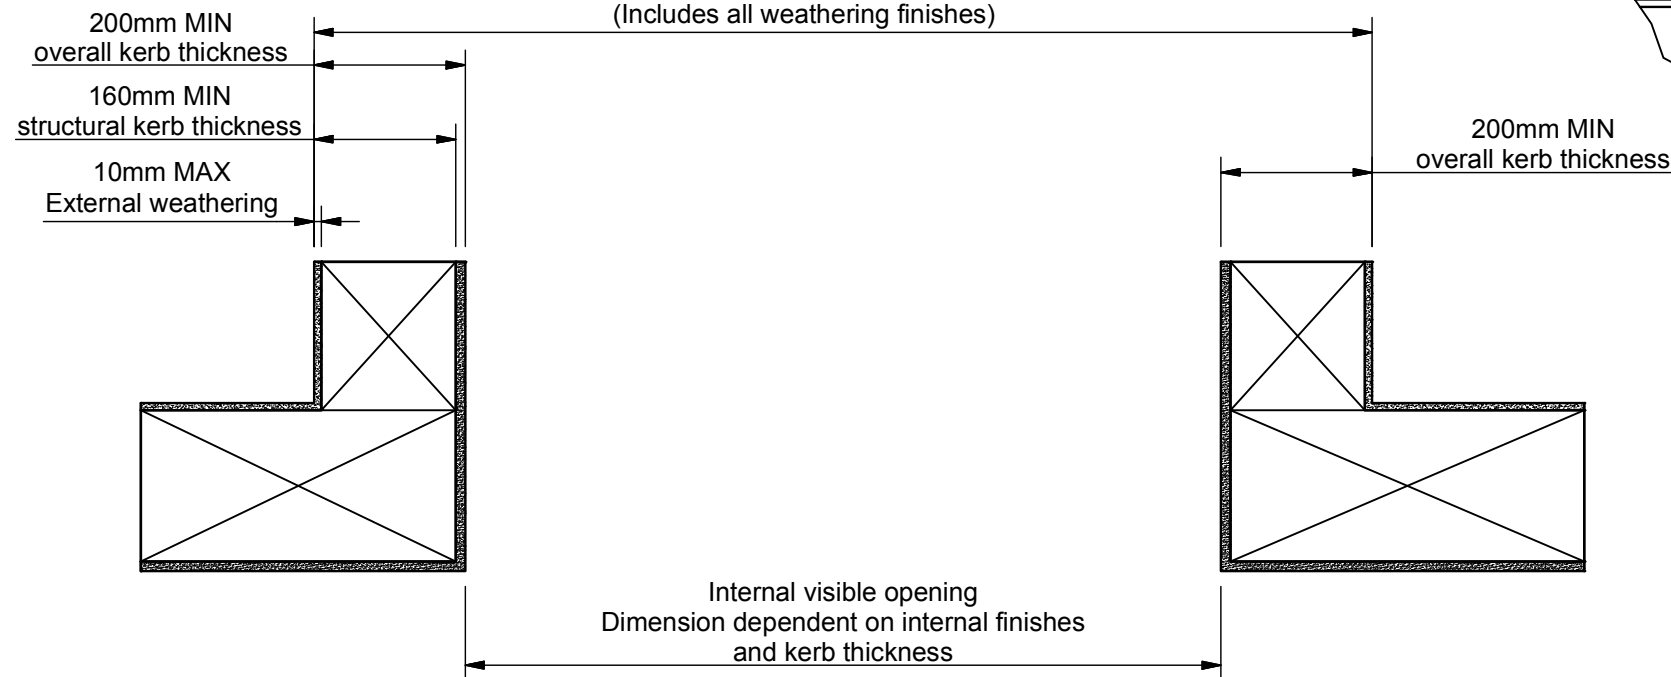 (Includes all weathering finishes)
200mm MIN
overall kerb thickness
160mm MIN
structural kerb thickness
10mm MAX
External weathering
200mm MIN
overall kerb thickness
Internal visible opening
Dimension dependent on internal finishes
and kerb thickness